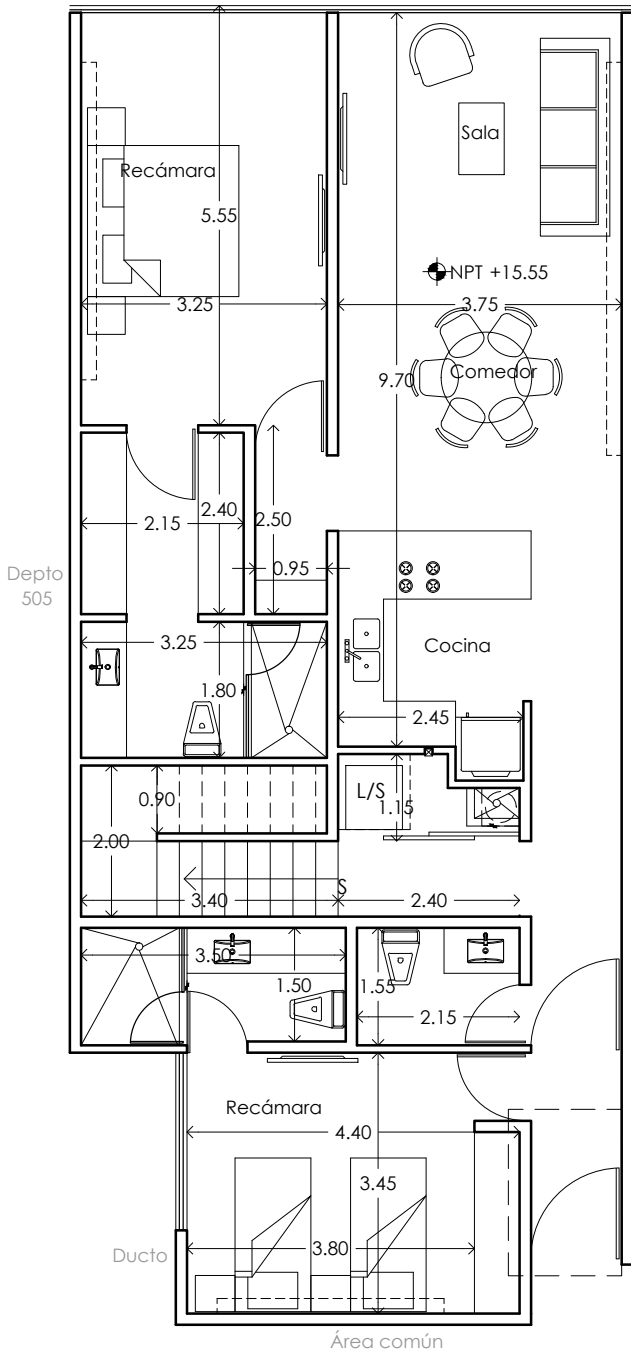 Sala
Recámara
5.55
NPT +15.55
3.25
3.75
Comedor
9.70
2.40
2.15
2.50
0.95
Depto
505
3.25
Cocina
1.80
2.45
L/S
0.90
1.15
2.00
S
3.40
2.40
3.50
1.50
1.55
2.15
Recámara
4.40
3.45
3.80
Ducto
Área común